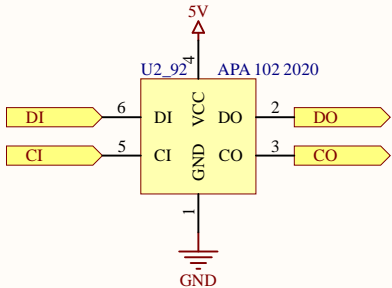 5V
4
U2_92 APA 102 2020
DI 6 DI VCC DO 2 DO
CI 5 CI GND CO 3 CO
1
GND